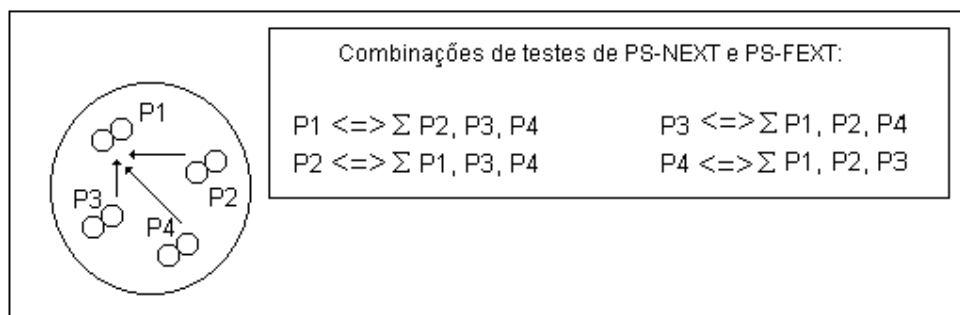 Combinações de testes de PS-NEXT e PS-FEXT:
P1 <=> Σ P2, P3, P4
P3 <=> Σ P1, P2, P4
P2 <=> Σ P1, P3, P4
P4 <=> Σ P1, P2, P3
P1
P2
P3
P4